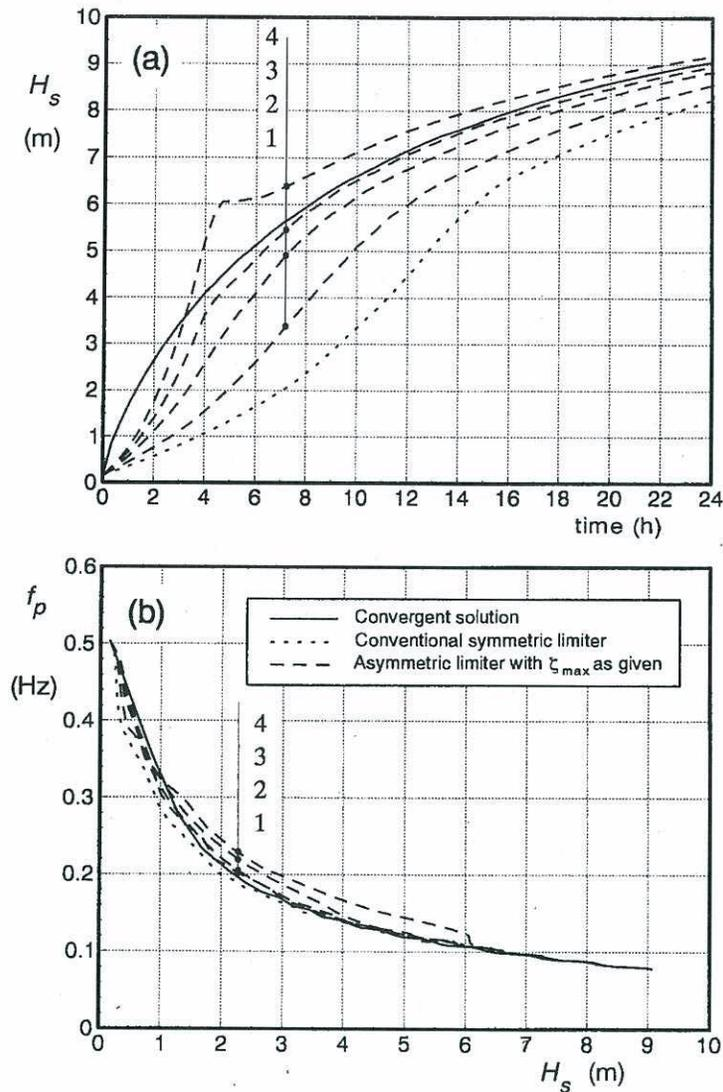 10
9
8
7
6
5
4
3
2
1
0
H_s
(m)
(a)
4
3
2
1
0 2 4 6 8 10 12 14 16 18 20 22 24
time (h)
0.6
0.5
0.4
0.3
0.2
0.1
0
f_p
(Hz)
(b)
Convergent solution
Conventional symmetric limiter
Asymmetric limiter with ζ_max as given
4
3
2
1
0 1 2 3 4 5 6 7 8 9 10
H_s (m)